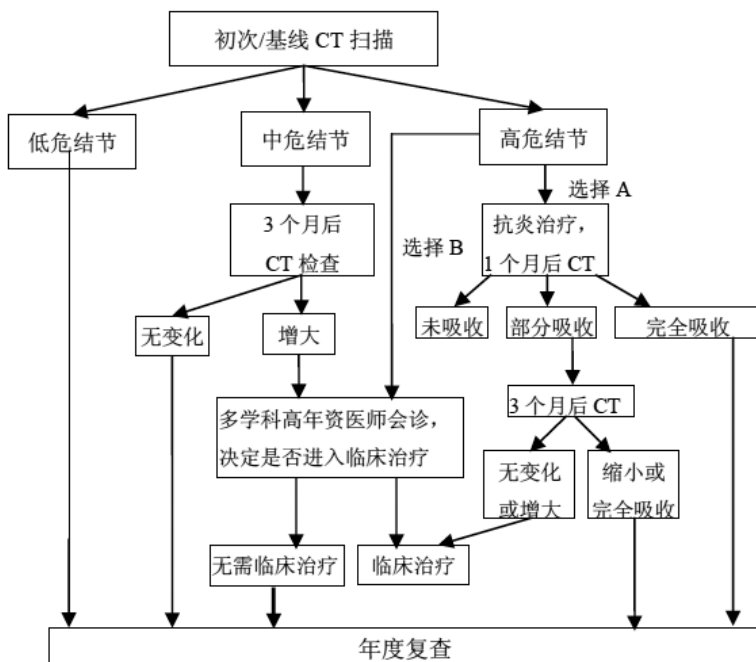 初次/基线 CT 扫描
低危结节
中危结节
高危结节
选择 A
3 个月后
CT 检查
选择 B
抗炎治疗，
1 个月后 CT
无变化
增大
未吸收
部分吸收
完全吸收
多学科高年资医师会诊，
决定是否进入临床治疗
3 个月后 CT
无变化
或增大
缩小或
完全吸收
无需临床治疗
临床治疗
年度复查